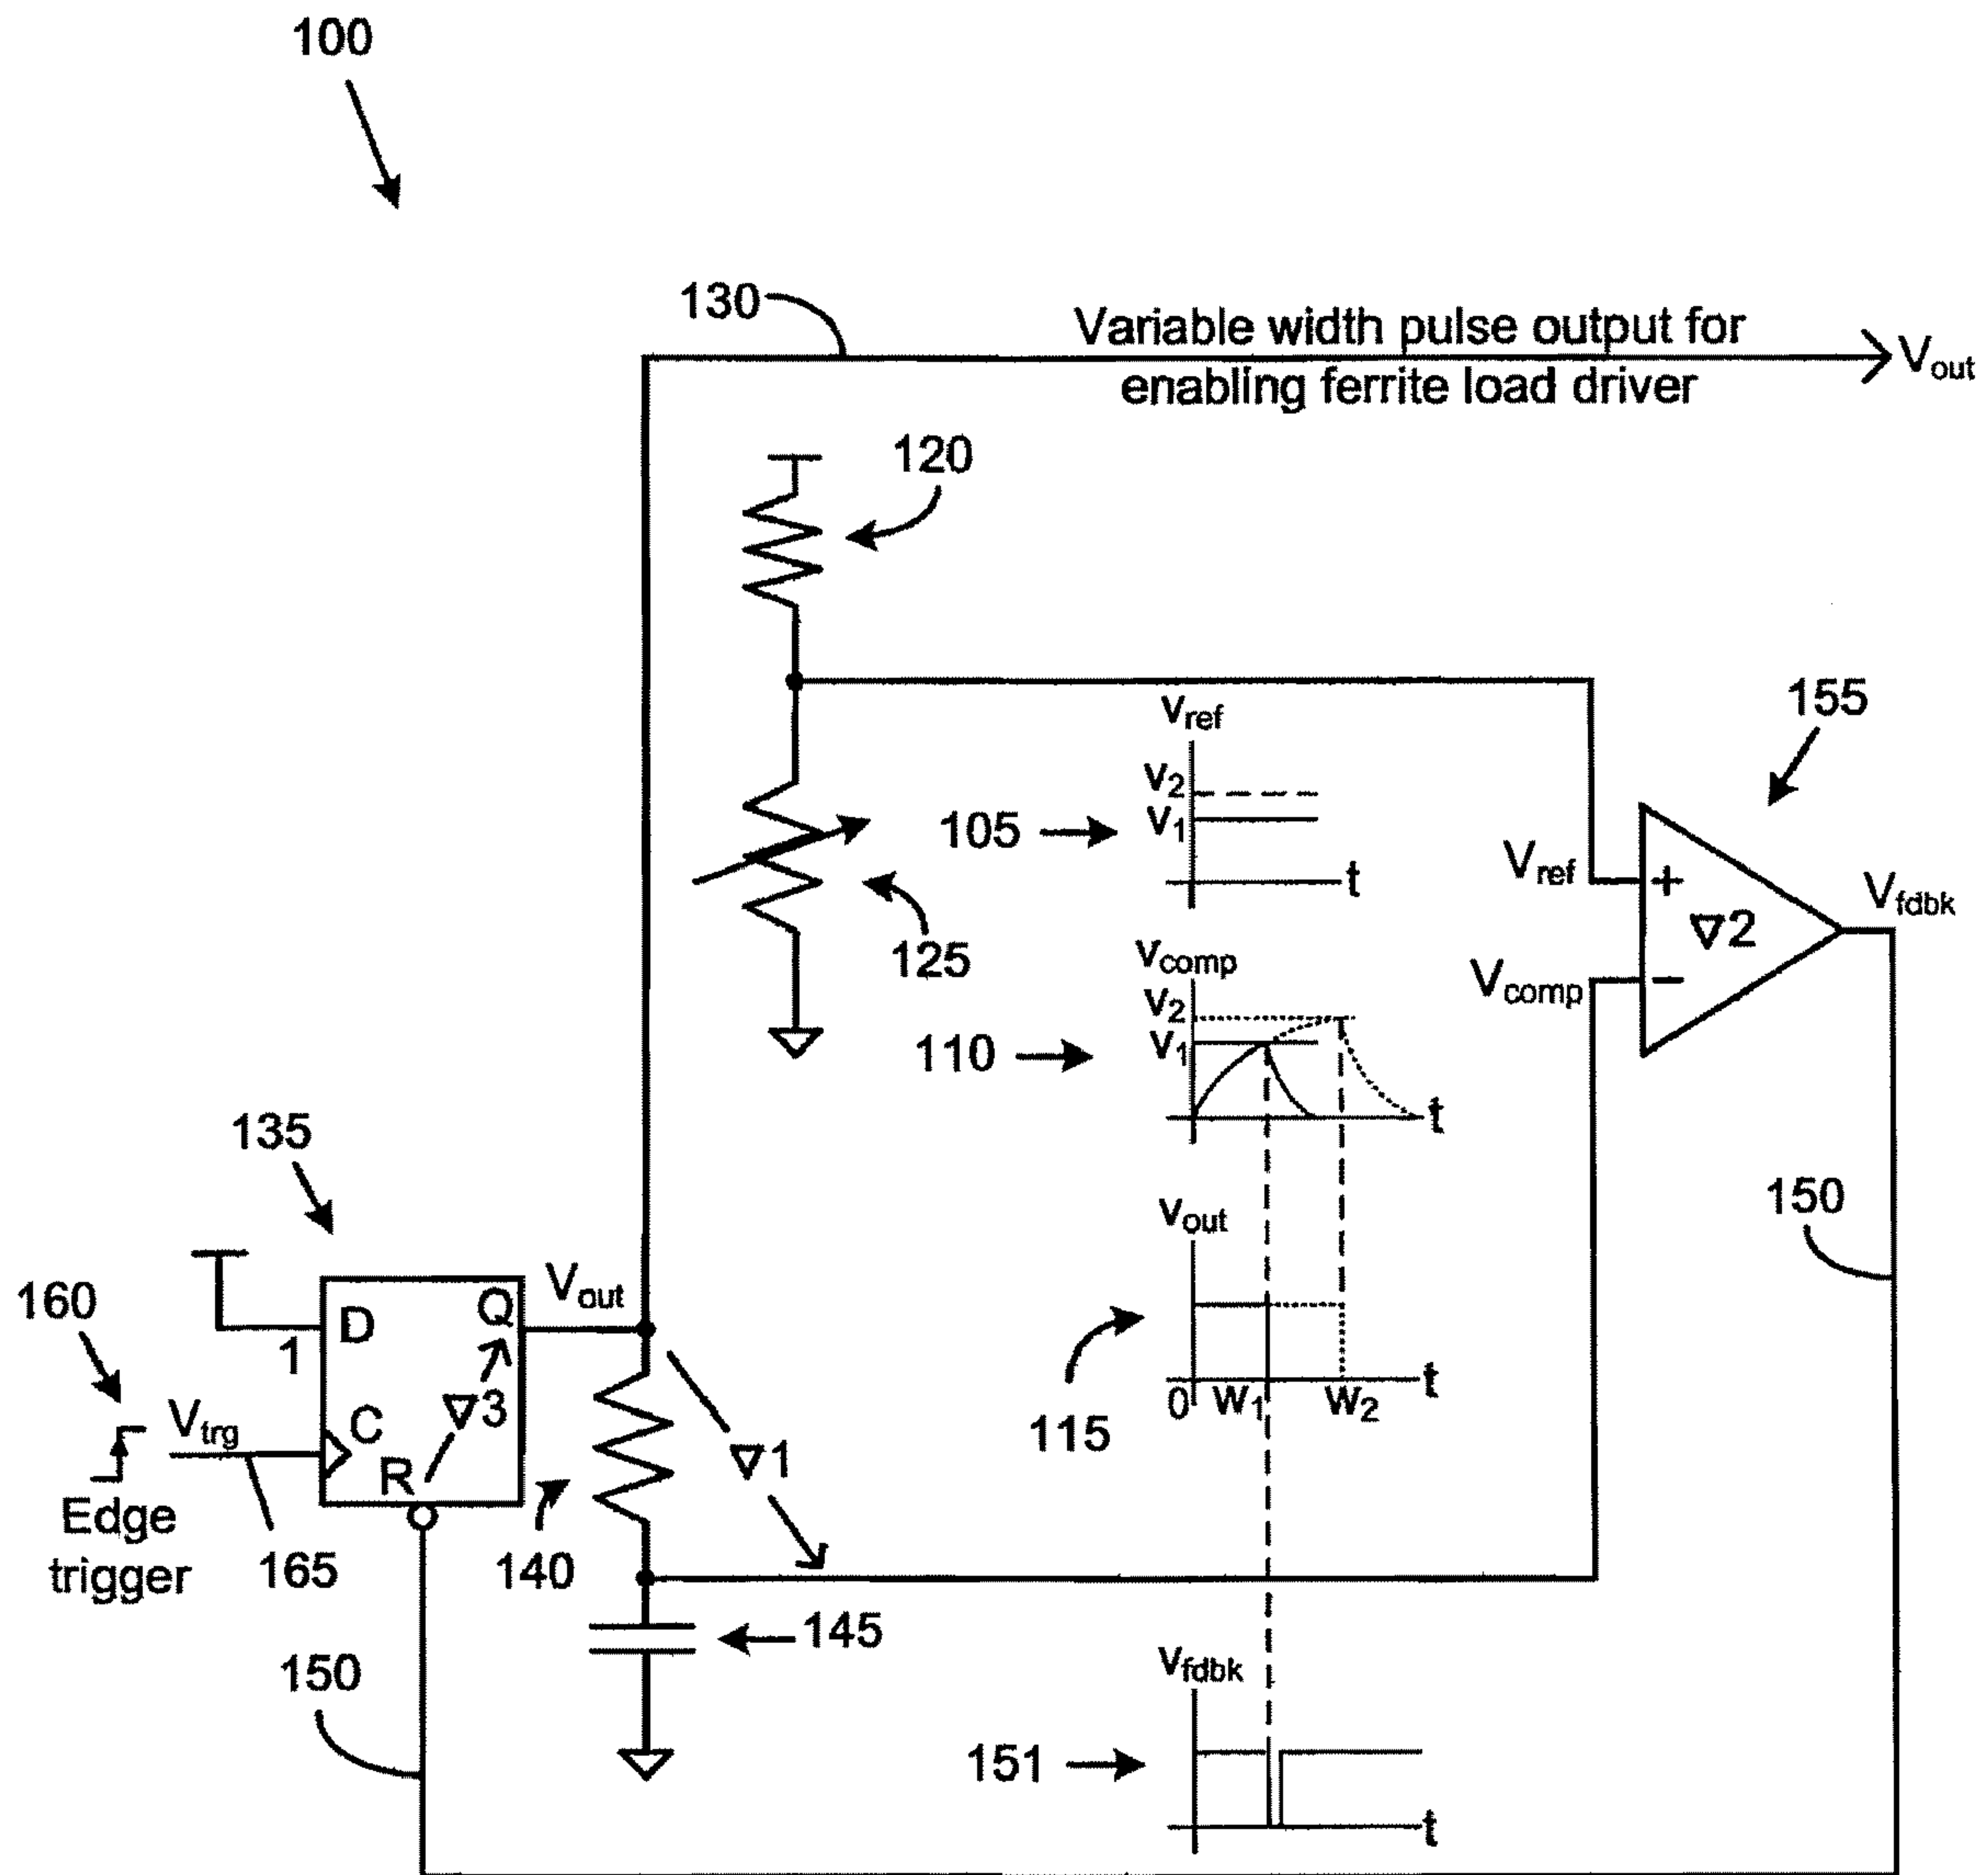 100
130
Variable width pulse output for
enabling ferrite load driver
Vout
120
Vref
155
V2
V1
105
t
Vref
+
∇2
Vfdbk
125
Vcomp
V2
V1
110
t
Vcomp
−
135
Vout
150
160
D
Q
Vout
1
∇3
115
0
W1
W2
t
Vtrg
C
R
∇1
Edge
trigger
165
140
145
150
Vfdbk
151
t